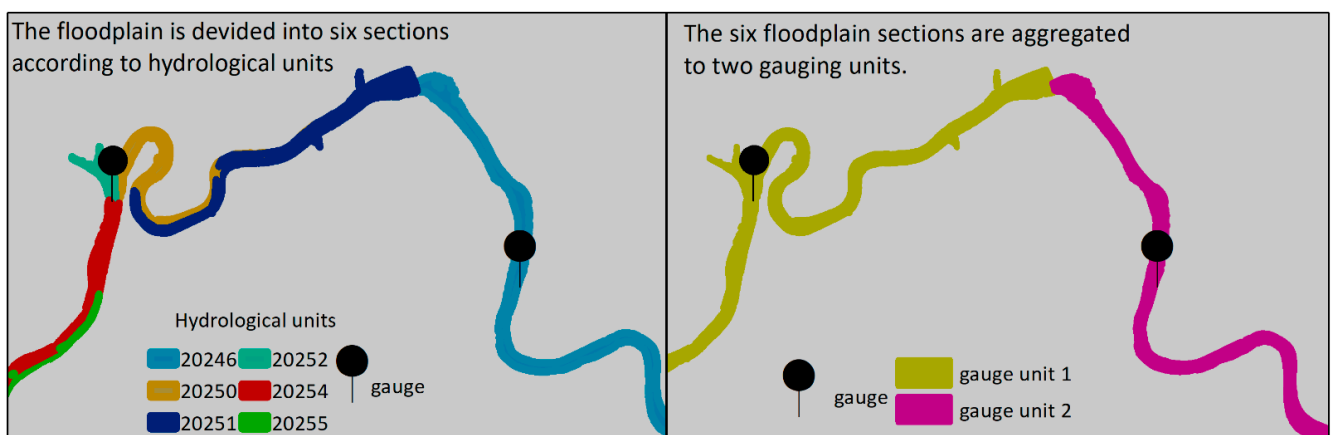 The floodplain is devided into six sections
according to hydrological units
Hydrological units
20246 20252
20250 20254
20251 20255
gauge
The six floodplain sections are aggregated
to two gauging units.
gauge
gauge unit 1
gauge unit 2